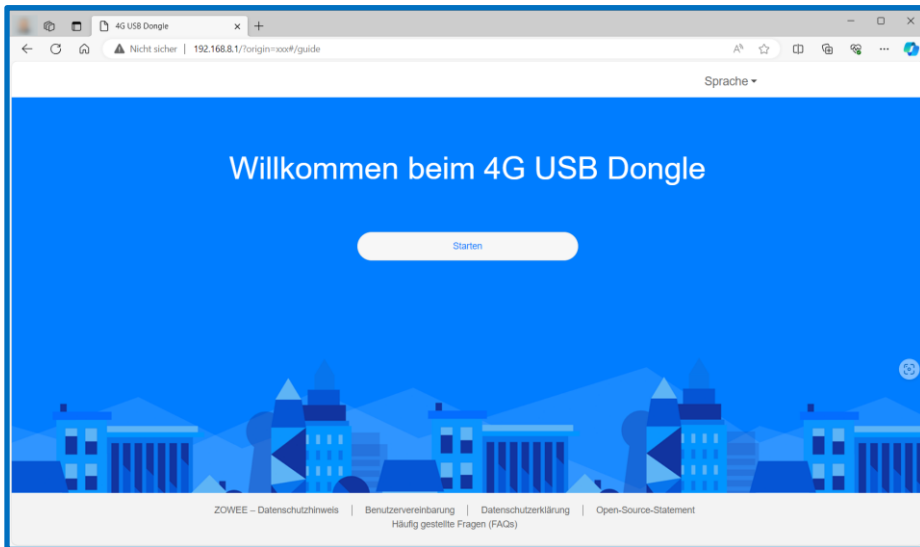 4G USB Dongle
Nicht sicher | 192.168.8.1/?origin=xxx#/guide
Sprache
Willkommen beim 4G USB Dongle
Starten
ZOWEE – Datenschutzhinweis | Benutzervereinbarung | Datenschutzerklärung | Open-Source-Statement
Häufig gestellte Fragen (FAQs)